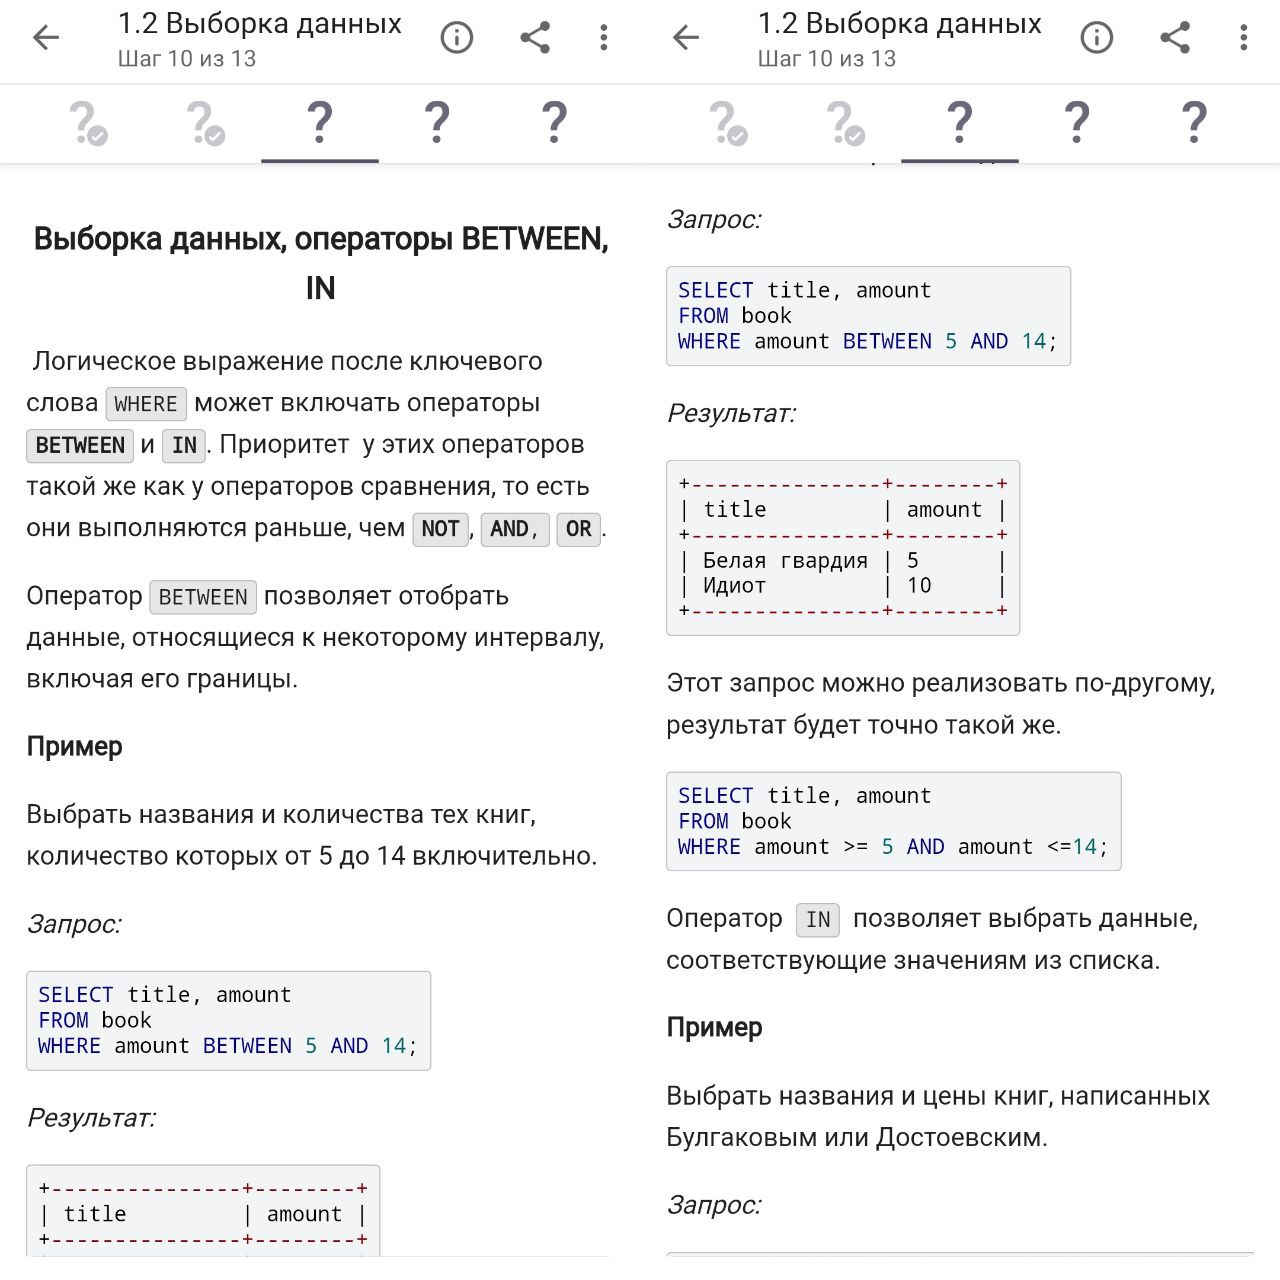 1.2 Выборка данных
Шаг 10 из 13
Выборка данных, операторы BETWEEN,
IN
Логическое выражение после ключевого
слова WHERE может включать операторы
BETWEEN и IN. Приоритет у этих операторов
такой же как у операторов сравнения, то есть
они выполняются раньше, чем NOT, AND, OR.
Оператор BETWEEN позволяет отобрать
данные, относящиеся к некоторому интервалу,
включая его границы.
Пример
Выбрать названия и количества тех книг,
количество которых от 5 до 14 включительно.
Запрос:
SELECT title, amount
FROM book
WHERE amount BETWEEN 5 AND 14;
Результат:
+---------------+--------+
| title         | amount |
+---------------+--------+
1.2 Выборка данных
Шаг 10 из 13
Запрос:
SELECT title, amount
FROM book
WHERE amount BETWEEN 5 AND 14;
Результат:
+---------------+--------+
| title         | amount |
+---------------+--------+
| Белая гвардия | 5      |
| Идиот         | 10     |
+---------------+--------+
Этот запрос можно реализовать по-другому,
результат будет точно такой же.
SELECT title, amount
FROM book
WHERE amount >= 5 AND amount <=14;
Оператор IN позволяет выбрать данные,
соответствующие значениям из списка.
Пример
Выбрать названия и цены книг, написанных
Булгаковым или Достоевским.
Запрос: